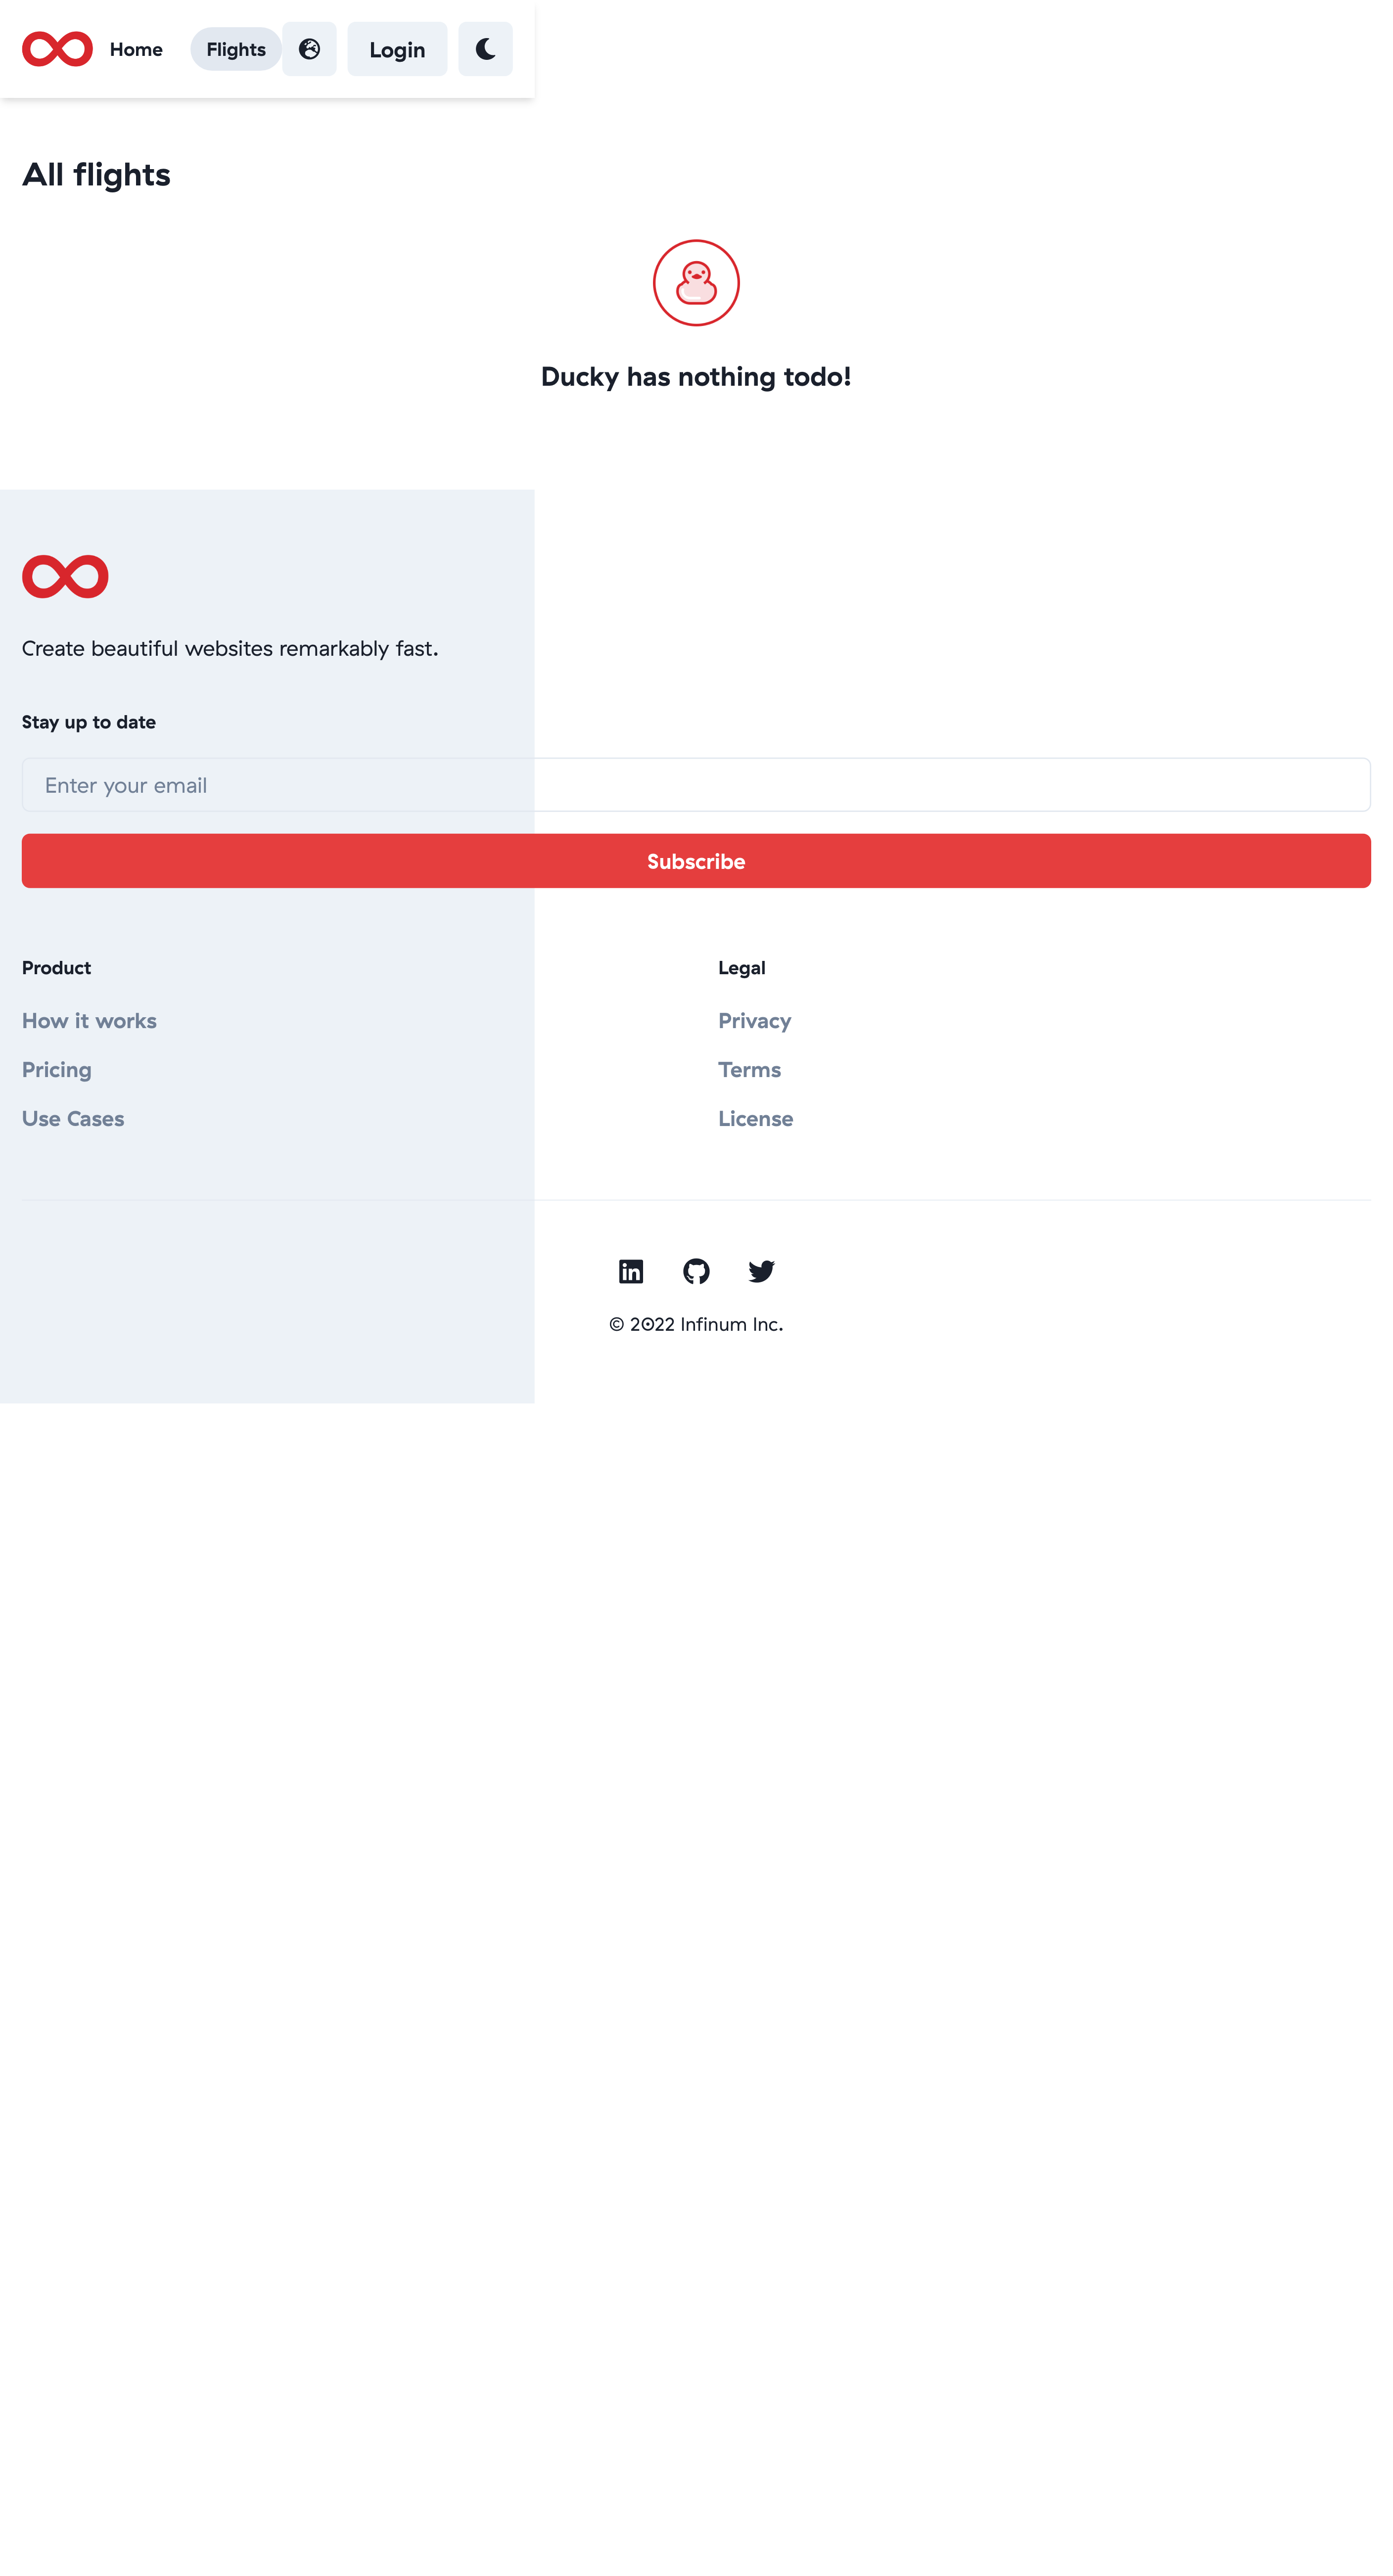 Home Flights Login
All flights
Ducky has nothing todo!
Create beautiful websites remarkably fast.
Stay up to date
Enter your email
Subscribe
Product
How it works
Pricing
Use Cases
Legal
Privacy
Terms
License
© 2022 Infinum Inc.